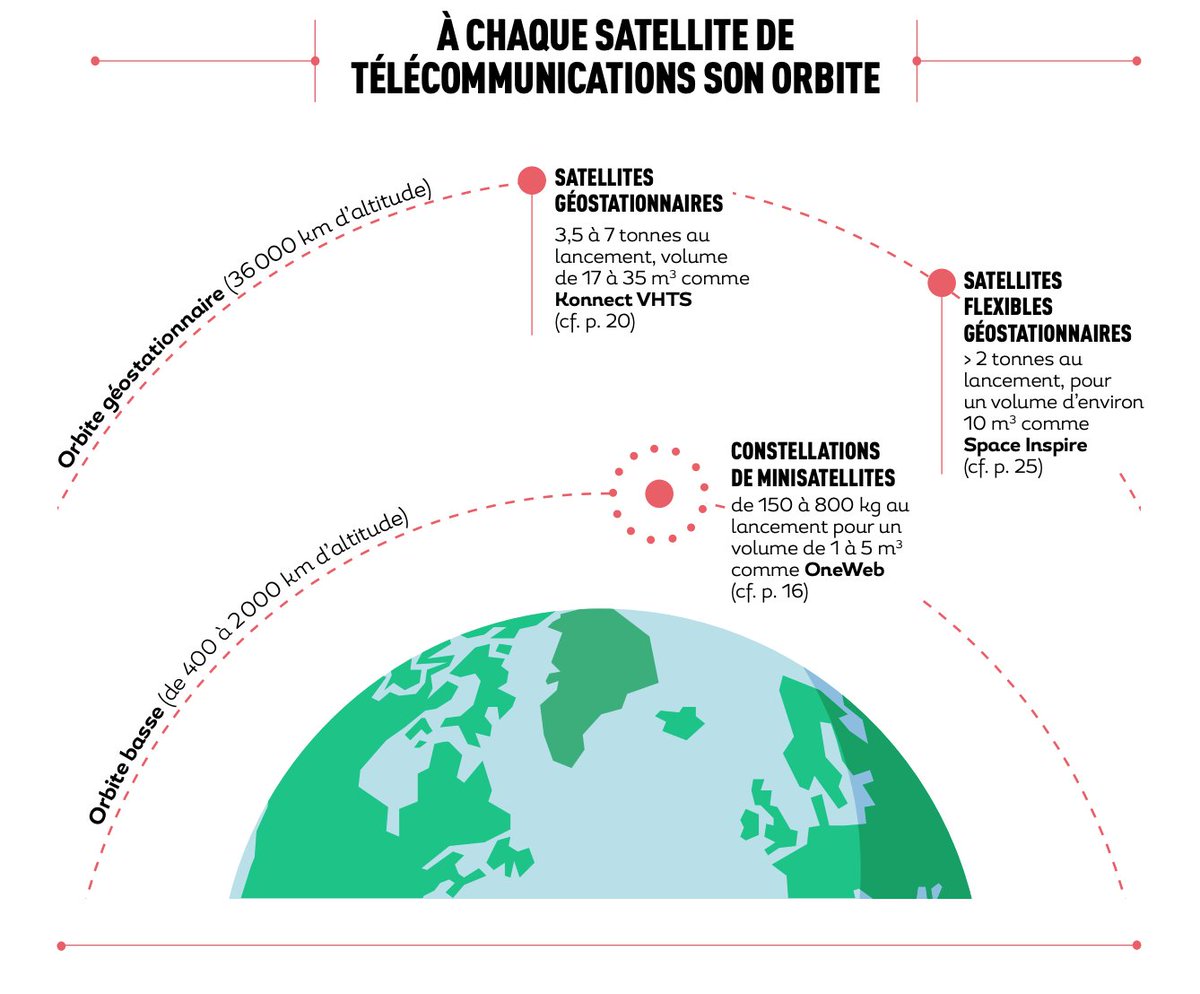 À CHAQUE SATELLITE DE
TÉLÉCOMMUNICATIONS SON ORBITE
Orbite géostationnaire (36 000 km d’altitude)
SATELLITES
GÉOSTATIONNAIRES
3,5 à 7 tonnes au
lancement, volume
de 17 à 35 m³ comme
Konnect VHTS
(cf. p. 20)
SATELLITES
FLEXIBLES
GÉOSTATIONNAIRES
> 2 tonnes au
lancement, pour
un volume d’environ
10 m³ comme
Space Inspire
(cf. p. 25)
Orbite basse (de 400 à 2 000 km d’altitude)
CONSTELLATIONS
DE MINISATELLITES
de 150 à 800 kg au
lancement pour un
volume de 1 à 5 m³
comme OneWeb
(cf. p. 16)